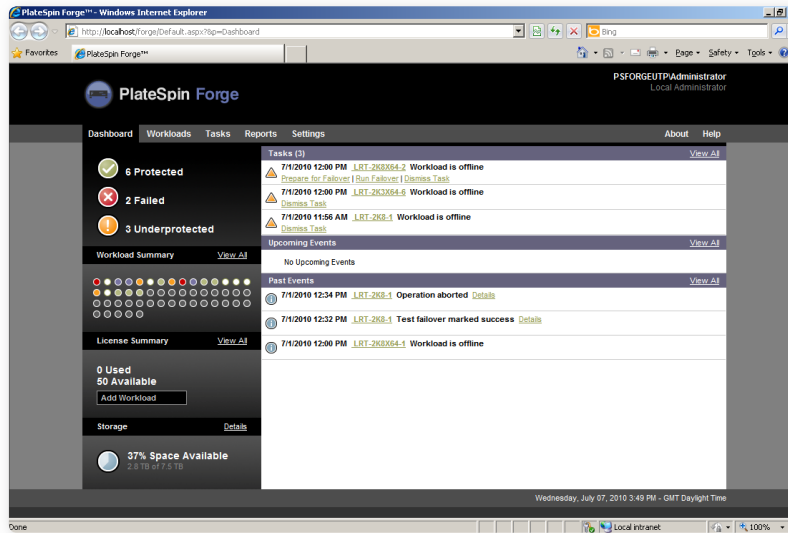 PlateSpin Forge™ - Windows Internet Explorer
http://localhost/Forge/Default.aspx?&p=Dashboard
Bing
Favorites
PlateSpin Forge™
Page
Safety
Tools
PSFORGEUTP\Administrator
Local Administrator
PlateSpin Forge
Dashboard Workloads Tasks Reports Settings About Help
6 Protected
2 Failed
3 Underprotected
Workload Summary View All
License Summary View All
0 Used
50 Available
Add Workload
Storage Details
37% Space Available
2.8 TB of 7.5 TB
Tasks (3) View All
7/1/2010 12:00 PM LRT-2K8X64-2 Workload is offline
Prepare for Failover | Run Failover | Dismiss Task
7/1/2010 12:00 PM LRT-2K3X64-6 Workload is offline
Dismiss Task
7/1/2010 11:56 AM LRT-2K8-1 Workload is offline
Dismiss Task
Upcoming Events View All
No Upcoming Events
Past Events View All
7/1/2010 12:34 PM LRT-2K8-1 Operation aborted Details
7/1/2010 12:32 PM LRT-2K8-1 Test failover marked success Details
7/1/2010 12:00 PM LRT-2K8X64-1 Workload is offline
Wednesday, July 07, 2010 3:49 PM - GMT Daylight Time
Done
Local intranet
100%